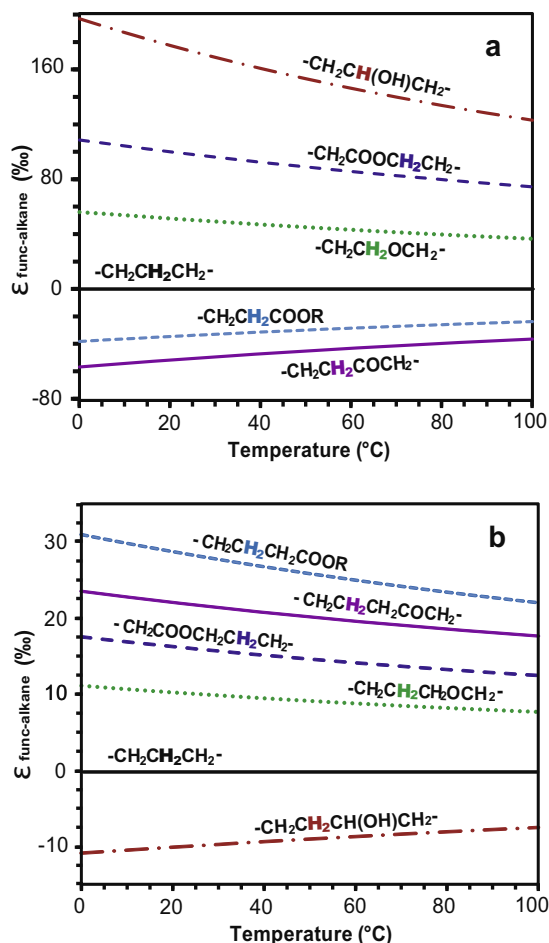 a
ε func-alkane (‰)
160
80
0
-80
-CH₂CH(OH)CH₂-
-CH₂COOCH₂CH₂-
-CH₂CH₂OCH₂-
-CH₂CH₂CH₂-
-CH₂CH₂COOR
-CH₂CH₂COCH₂-
0 20 40 60 80 100
Temperature (°C)
b
ε func-alkane (‰)
30
20
10
0
-10
-CH₂CH₂CH₂COOR
-CH₂CH₂CH₂COCH₂-
-CH₂COOCH₂CH₂CH₂-
-CH₂CH₂CH₂OCH₂-
-CH₂CH₂CH₂-
-CH₂CH₂CH(OH)CH₂-
0 20 40 60 80 100
Temperature (°C)